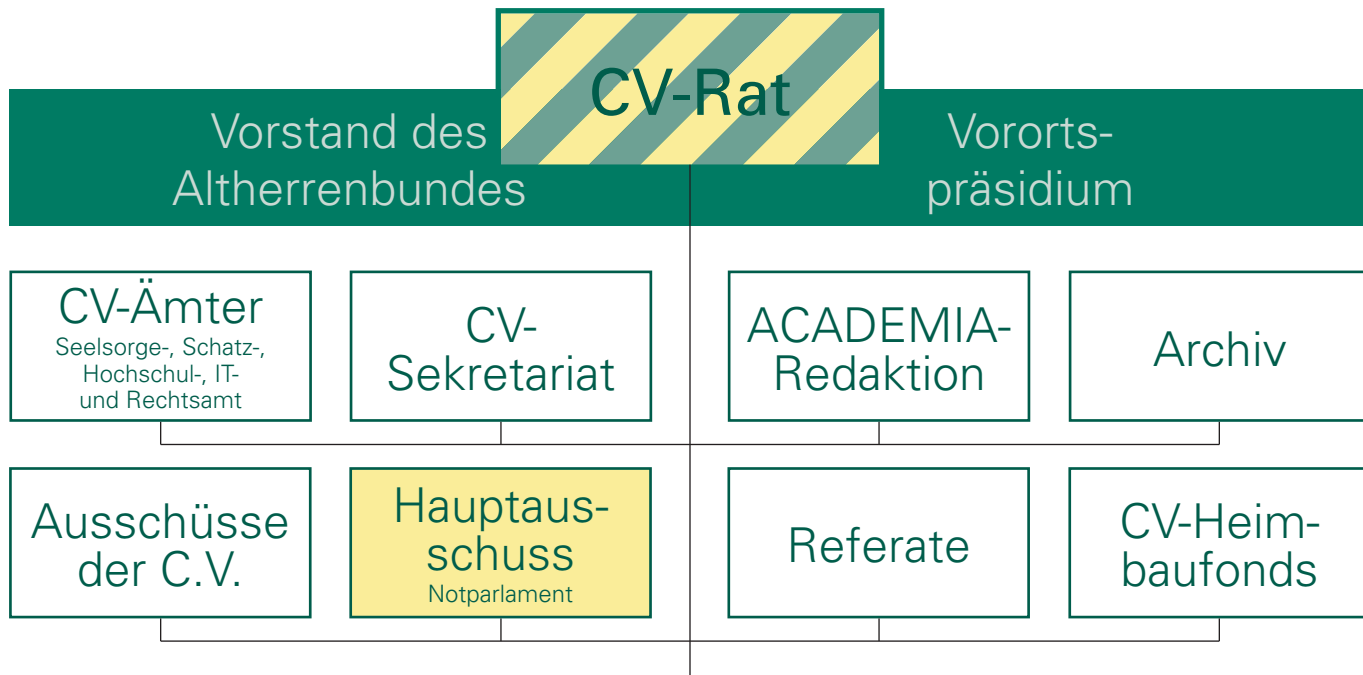 CV-Rat
Vorstand des
Altherrenbundes
Vororts-
präsidium
CV-Ämter
Seelsorge-, Schatz-,
Hochschul-, IT-
und Rechtsamt
CV-
Sekretariat
ACADEMIA-
Redaktion
Archiv
Ausschüsse
der C.V.
Hauptaus-
schuss
Notparlament
Referate
CV-Heim-
baufonds